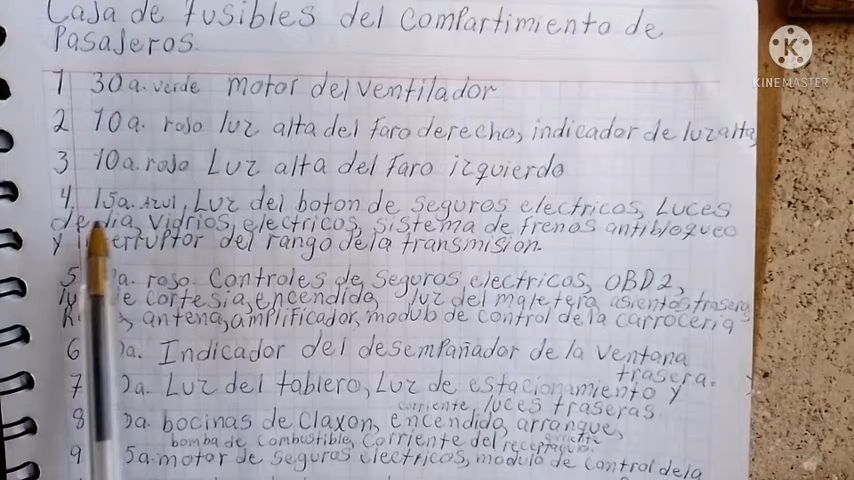 Caja de fusibles del compartimiento de
Pasajeros.
KINEMASTER
1 30a. verde motor del ventilador
2 10a. rojo luz alta del faro derecho, indicador de luz alta,
3 10a. rojo Luz alta del Faro izquierdo
4, 15a. Azul, Luz del boton de seguros electricos, Luces
de dia, Vidrios, electricos, sistema de frenos antibloqueo
y del rango de la transmision.
5 a. rojo. Controles de, seguros, electricos, OBD2,
de cortesia, encendido, luz del maletera, asientos trasera,
antena, amplificador, modulo de control de la carroceria
6 a. Indicador del desempañador de la ventana
trasera.
7 a. Luz del tablero, Luz de estacionamiento y
corriente, luces traseras.
8 a. bocinas de Claxon, encendido, arranque,
bomba de combustible, corriente del
9 5a. motor de seguros electricos, modulo de control de la